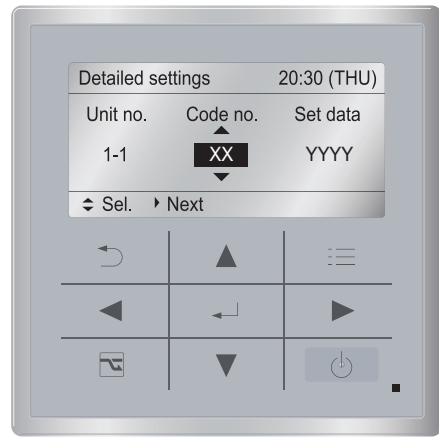 Detailed settings 20:30 (THU)
Unit no. Code no. Set data
1-1 XX YYYY
Sel. Next